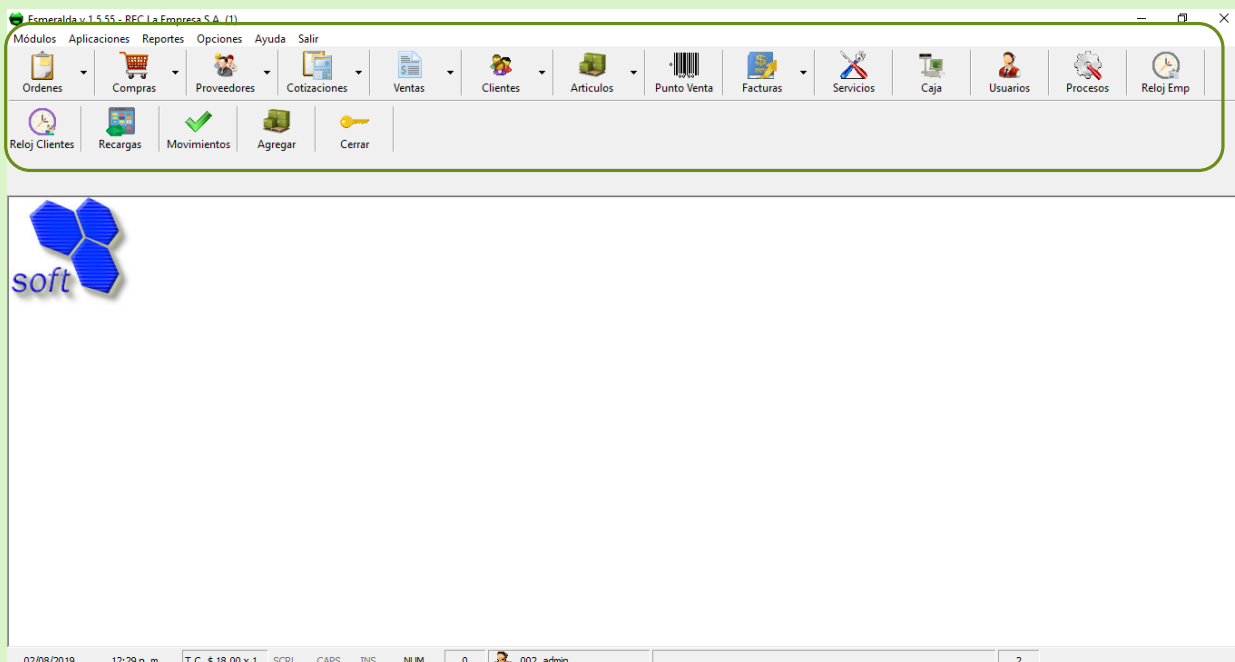 Esmeralda v 1.5.55 - REC La Empresa S.A. (1)
Módulos Aplicaciones Reportes Opciones Ayuda Salir
Ordenes Compras Proveedores Cotizaciones Ventas Clientes Articulos Punto Venta Facturas Servicios Caja Usuarios Procesos Reloj Emp
Reloj Clientes Recargas Movimientos Agregar Cerrar
soft
02/08/2019 12:29 p. m. T.C. $ 18.00 x 1 SCRL CAPS INS NUM 0 002 admin 2